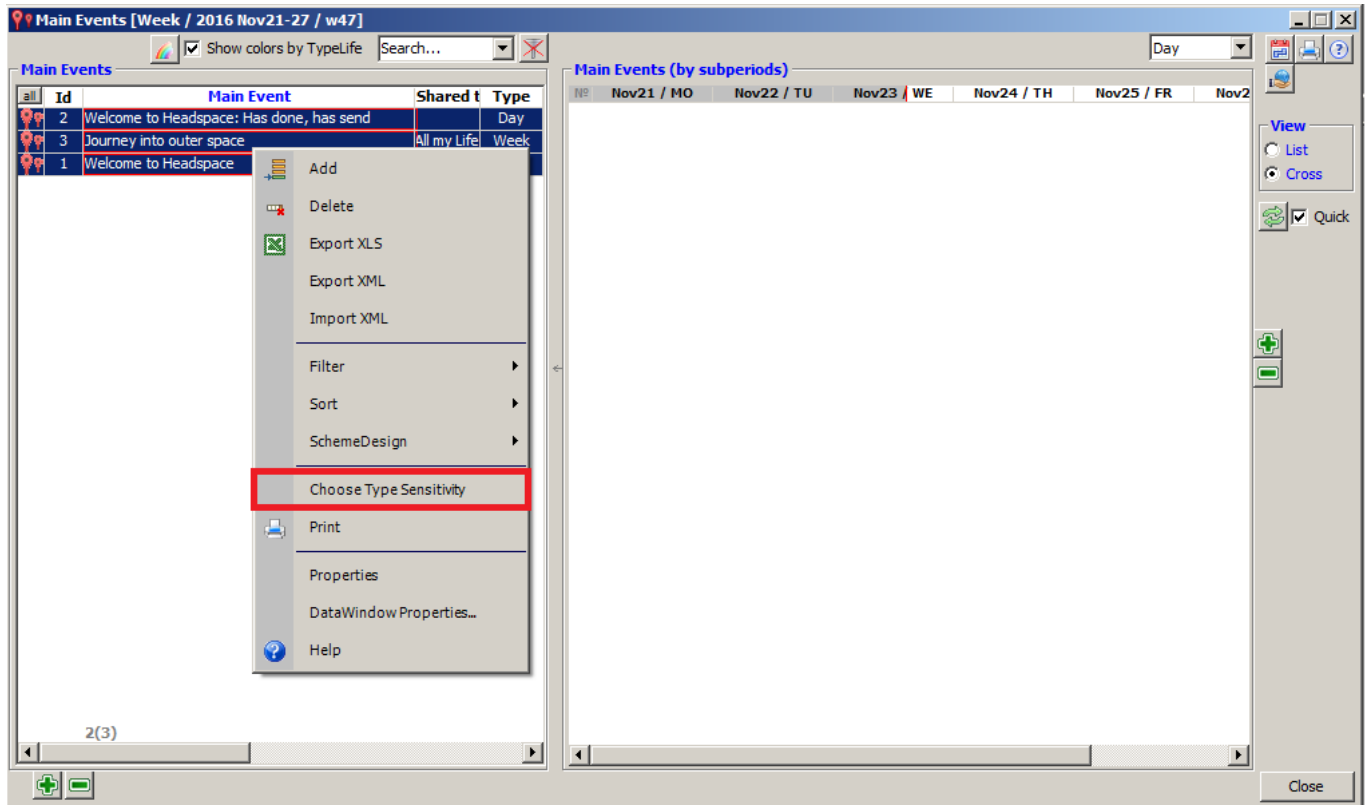 Main Events [Week / 2016 Nov21-27 / w47]
Show colors by TypeLife
Search...
Day
Main Events
all Id Main Event Shared t Type
2 Welcome to Headspace: Has done, has send Day
3 Journey into outer space All my Life Week
1 Welcome to Headspace
Add
Delete
Export XLS
Export XML
Import XML
Filter
Sort
SchemeDesign
Choose Type Sensitivity
Print
Properties
DataWindow Properties...
Help
2(3)
Main Events (by subperiods)
№ Nov21 / MO Nov22 / TU Nov23 / WE Nov24 / TH Nov25 / FR Nov2
View
List
Cross
Quick
Close